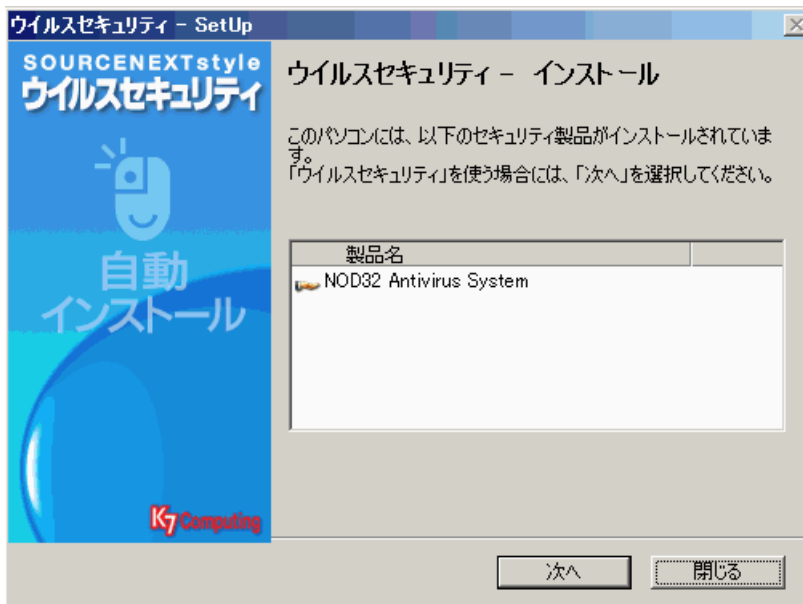 ウイルスセキュリティ - SetUp
SOURCENEXTstyle
ウイルスセキュリティ
自動
インストール
K7 Computing
ウイルスセキュリティ - インストール
このパソコンには、以下のセキュリティ製品がインストールされていま
す。
「ウイルスセキュリティ」を使う場合には、「次へ」を選択してください。
製品名
NOD32 Antivirus System
次へ
閉じる